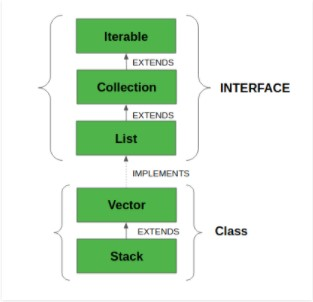 Iterable
EXTENDS
Collection
INTERFACE
EXTENDS
List
IMPLEMENTS
Vector
EXTENDS
Class
Stack